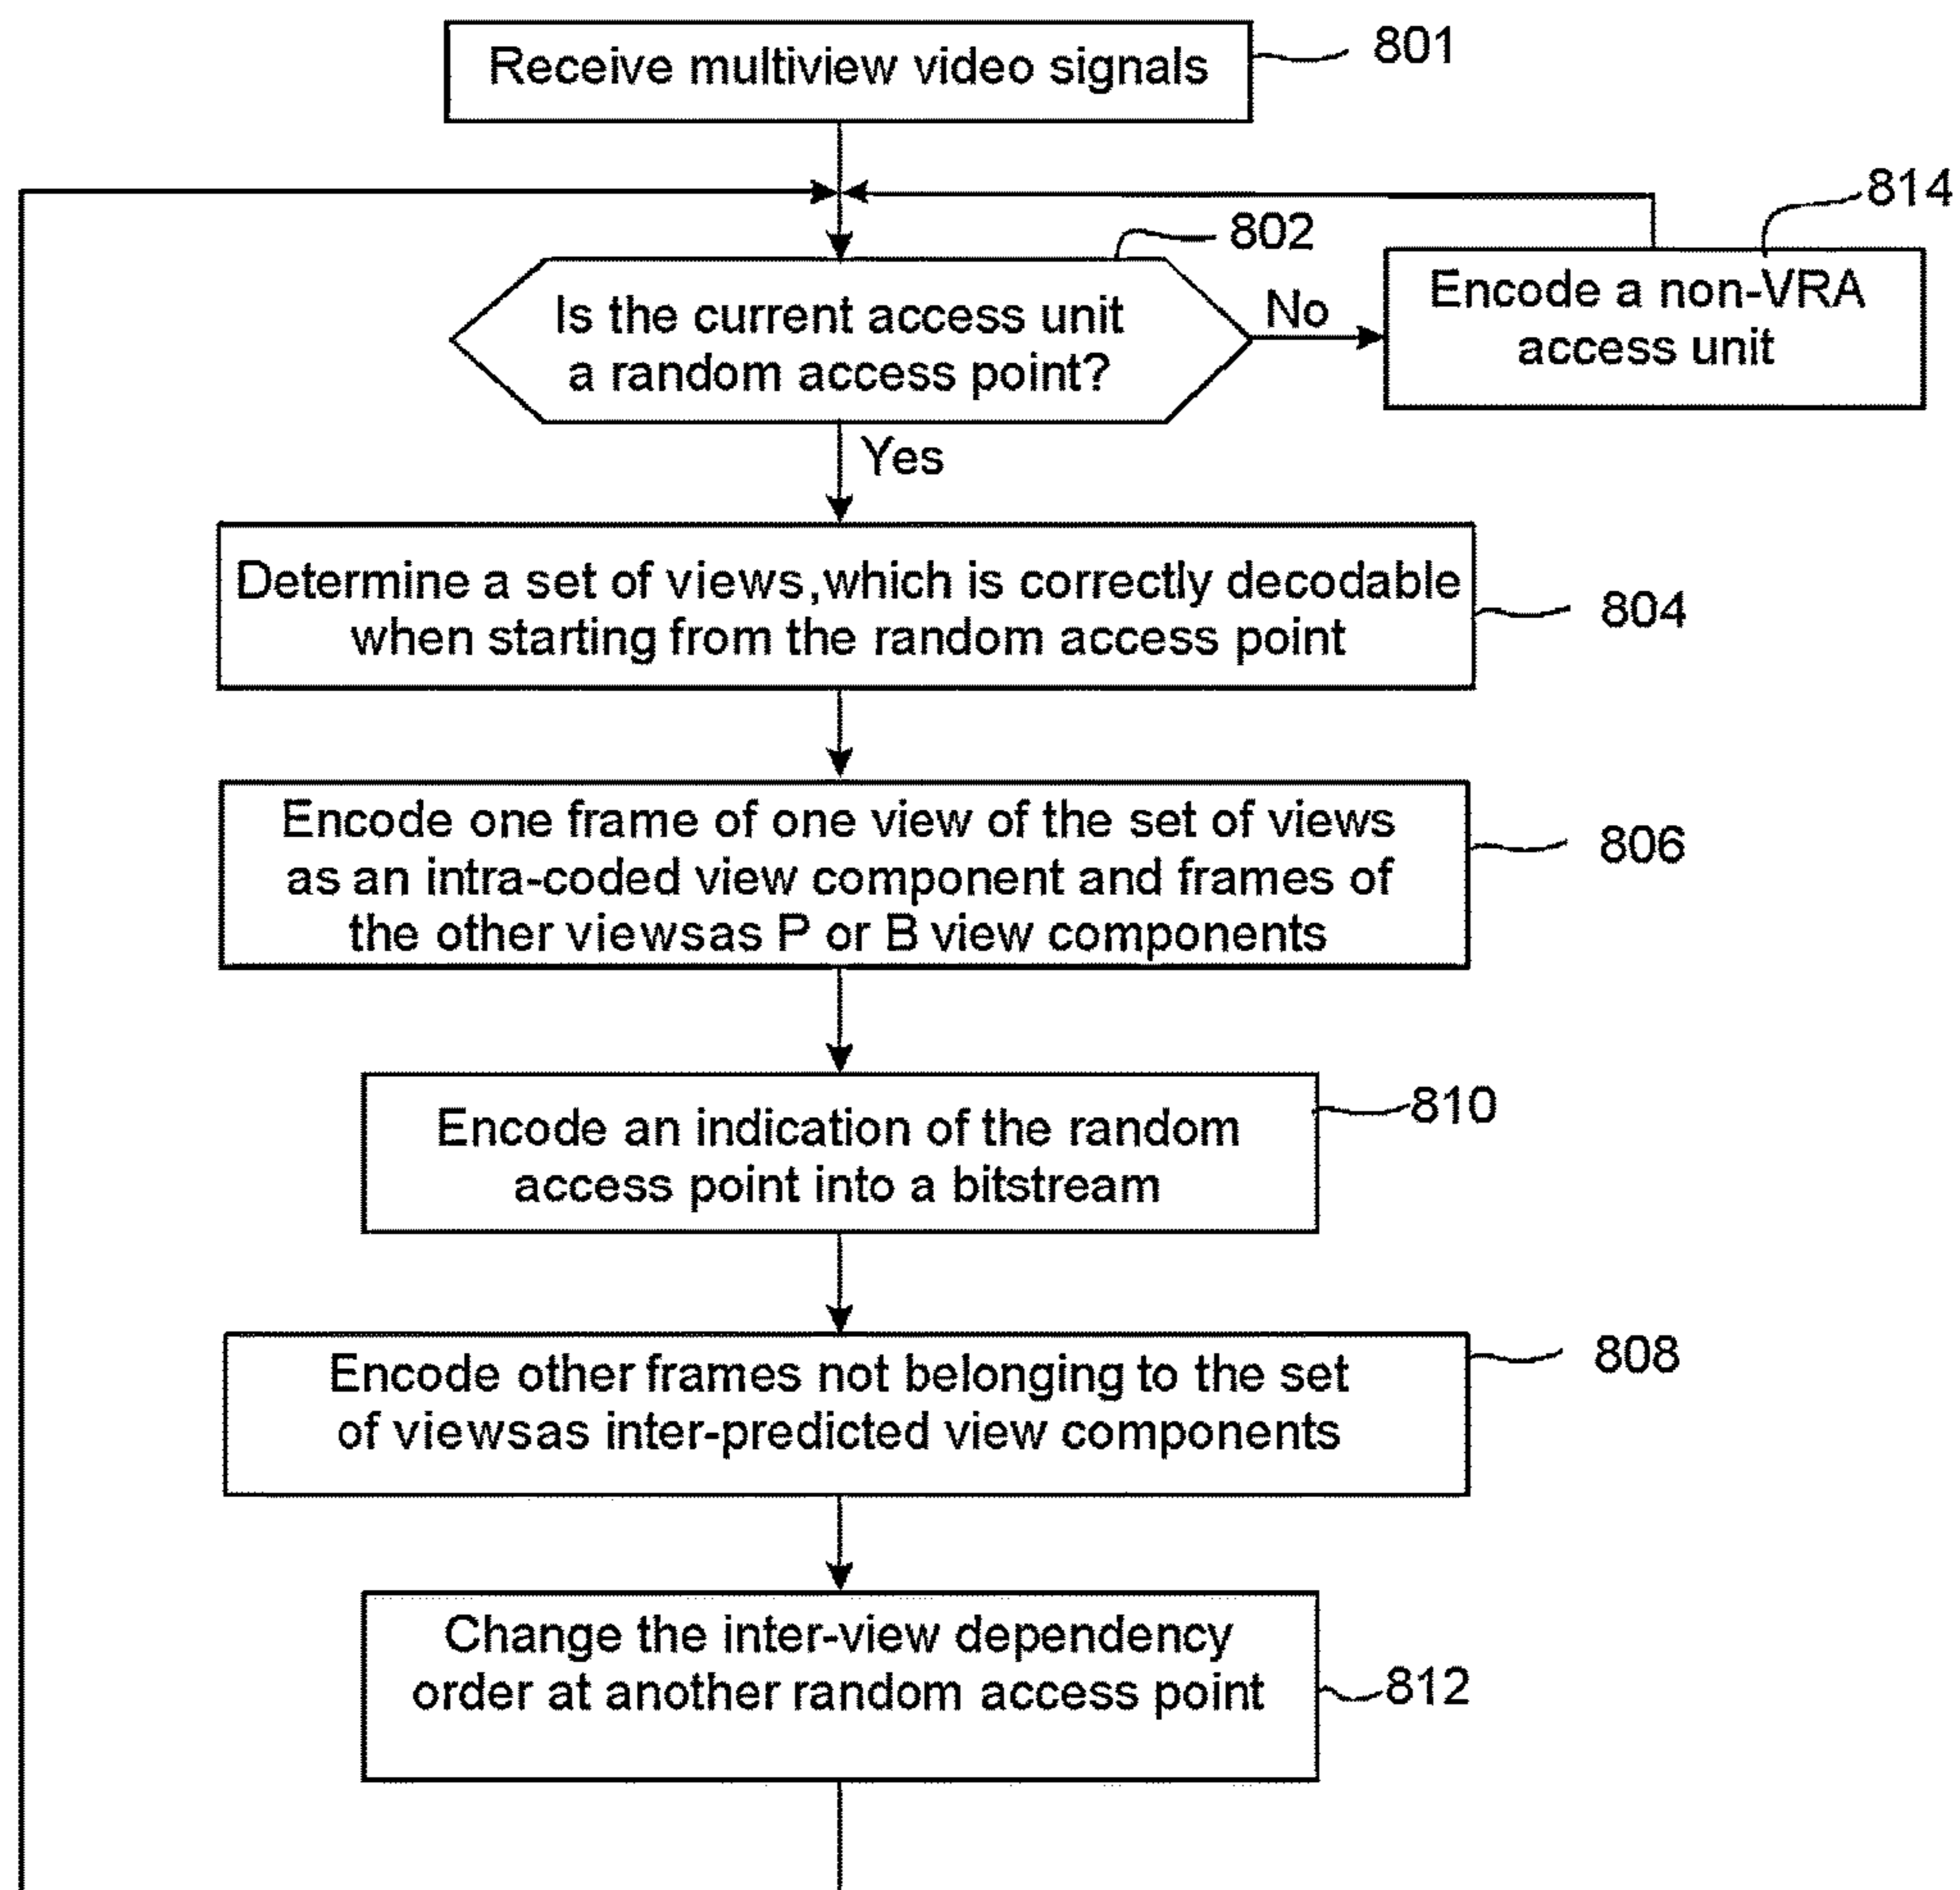 Receive multiview video signals
801
814
802
Is the current access unit
a random access point?
No
Encode a non-VRA
access unit
Yes
Determine a set of views,which is correctly decodable
when starting from the random access point
804
Encode one frame of one view of the set of views
as an intra-coded view component and frames of
the other viewsas P or B view components
806
Encode an indication of the random
access point into a bitstream
810
Encode other frames not belonging to the set
of viewsas inter-predicted view components
808
Change the inter-view dependency
order at another random access point
812